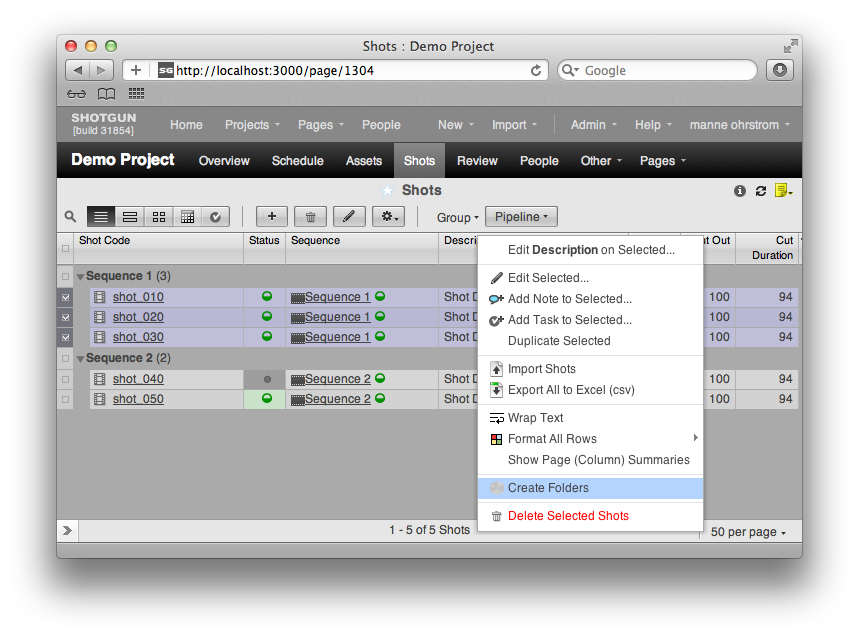 Shots : Demo Project
SG http://localhost:3000/page/1304
Google
SHOTGUN
[build 31854]
Home Projects Pages People New Import Admin Help manne ohrstrom
Demo Project Overview Schedule Assets Shots Review People Other Pages
Shots
Group Pipeline
Shot Code Status Sequence Descri t Out Cut Duration
Sequence 1 (3)
shot_010 Sequence 1 Shot D 100 94
shot_020 Sequence 1 Shot D 100 94
shot_030 Sequence 1 Shot D 100 94
Sequence 2 (2)
shot_040 Sequence 2 Shot D 100 94
shot_050 Sequence 2 Shot D 100 94
Edit Description on Selected...
Edit Selected...
Add Note to Selected...
Add Task to Selected...
Duplicate Selected
Import Shots
Export All to Excel (csv)
Wrap Text
Format All Rows
Show Page (Column) Summaries
Create Folders
Delete Selected Shots
1 - 5 of 5 Shots
50 per page